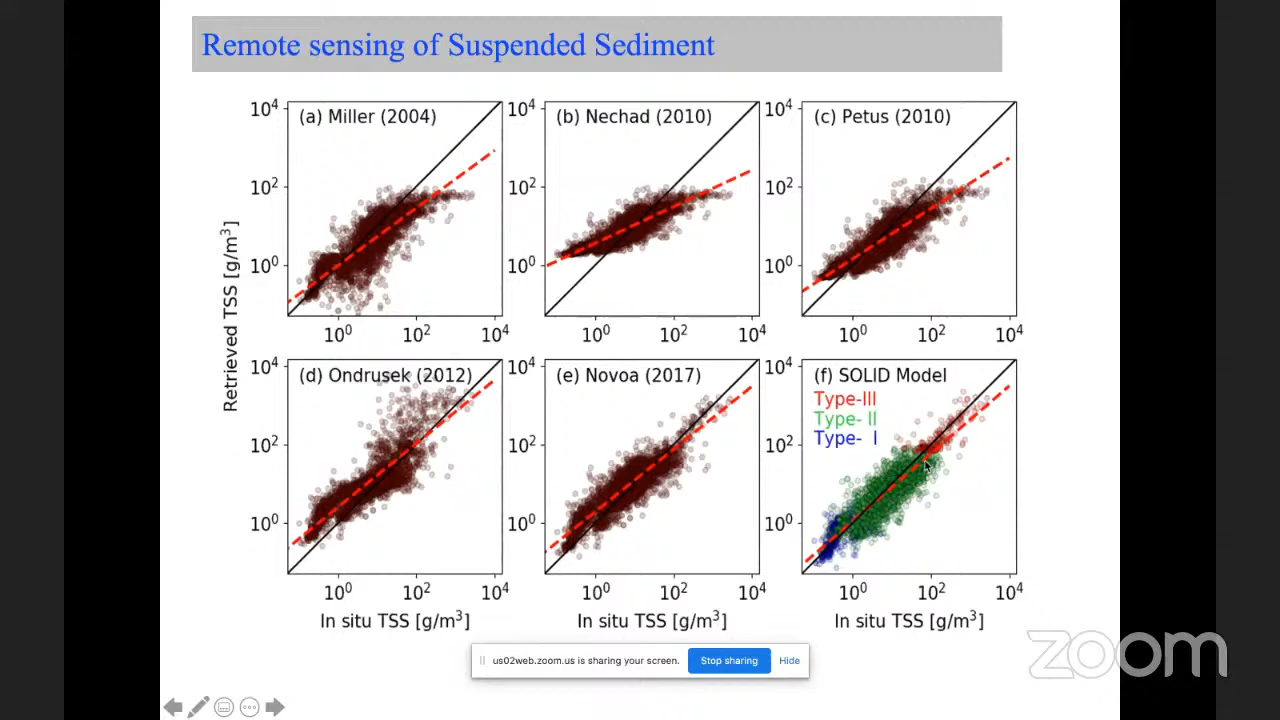 Remote sensing of Suspended Sediment
(a) Miller (2004)
(b) Nechad (2010)
(c) Petus (2010)
10⁴ 10⁴ 10⁴
10² 10² 10²
10⁰ 10⁰ 10⁰
10⁰ 10² 10⁴ 10⁰ 10² 10⁴ 10⁰ 10² 10⁴
Retrieved TSS [g/m³]
(d) Ondrusek (2012)
(e) Novoa (2017)
(f) SOLID Model
Type-III
Type- II
Type- I
10⁴ 10⁴ 10⁴
10² 10² 10²
10⁰ 10⁰ 10⁰
10⁰ 10² 10⁴ 10⁰ 10² 10⁴ 10⁰ 10² 10⁴
In situ TSS [g/m³] In situ TSS [g/m³] In situ TSS [g/m³]
us02web.zoom.us is sharing your screen. Stop sharing Hide
zoom